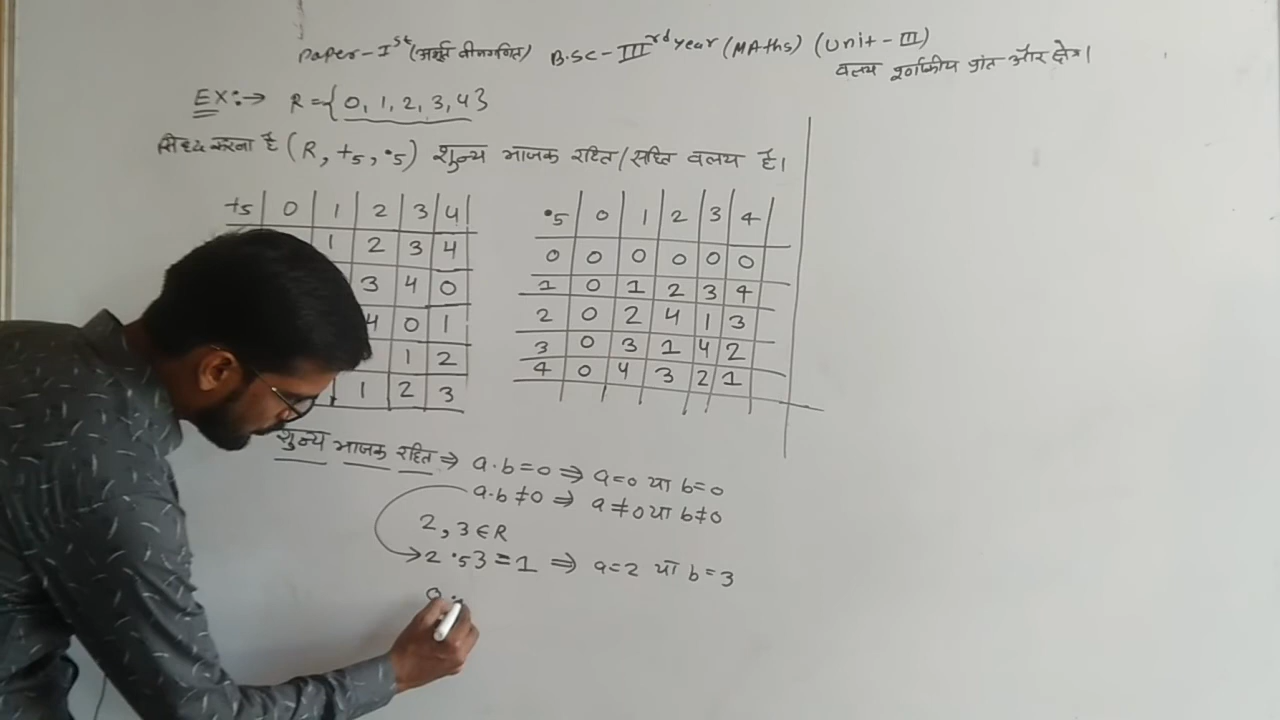 Paper-Ist (अमूर्त बीजगणित) B.SC-IIIrd year (MAths) (Unit-III)
वलय पूर्णांकीय प्रांत और क्षेत्र।
EX:→ R={0, 1, 2, 3, 4}
सिध्द करना है (R, +5, •5) शून्य भाजक रहित/सहित वलय है।
+5 0 1 2 3 4
1 2 3 4
3 4 0
4 0 1
1 2
1 2 3
•5 0 1 2 3 4
0 0 0 0 0 0
1 0 1 2 3 4
2 0 2 4 1 3
3 0 3 1 4 2
4 0 4 3 2 1
शून्य भाजक रहित ⇒ a.b=0 ⇒ a=0 या b=0
a.b≠0 ⇒ a≠0 या b≠0
2, 3∈R
2 •5 3 = 1 ⇒ a=2 या b=3
0 •